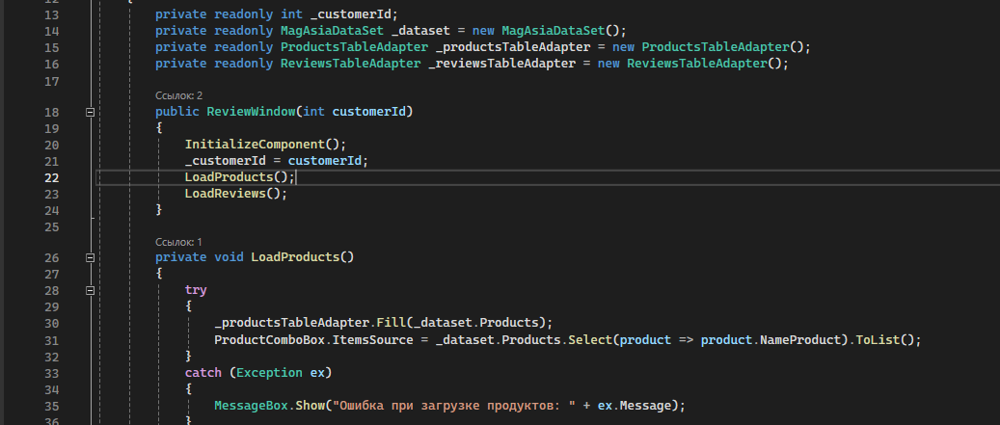 12 {
13 private readonly int _customerId;
14 private readonly MagAsiaDataSet _dataset = new MagAsiaDataSet();
15 private readonly ProductsTableAdapter _productsTableAdapter = new ProductsTableAdapter();
16 private readonly ReviewsTableAdapter _reviewsTableAdapter = new ReviewsTableAdapter();
17
Ссылок: 2
18 public ReviewWindow(int customerId)
19 {
20 InitializeComponent();
21 _customerId = customerId;
22 LoadProducts();
23 LoadReviews();
24 }
25
Ссылок: 1
26 private void LoadProducts()
27 {
28 try
29 {
30 _productsTableAdapter.Fill(_dataset.Products);
31 ProductComboBox.ItemsSource = _dataset.Products.Select(product => product.NameProduct).ToList();
32 }
33 catch (Exception ex)
34 {
35 MessageBox.Show("Ошибка при загрузке продуктов: " + ex.Message);
36 }